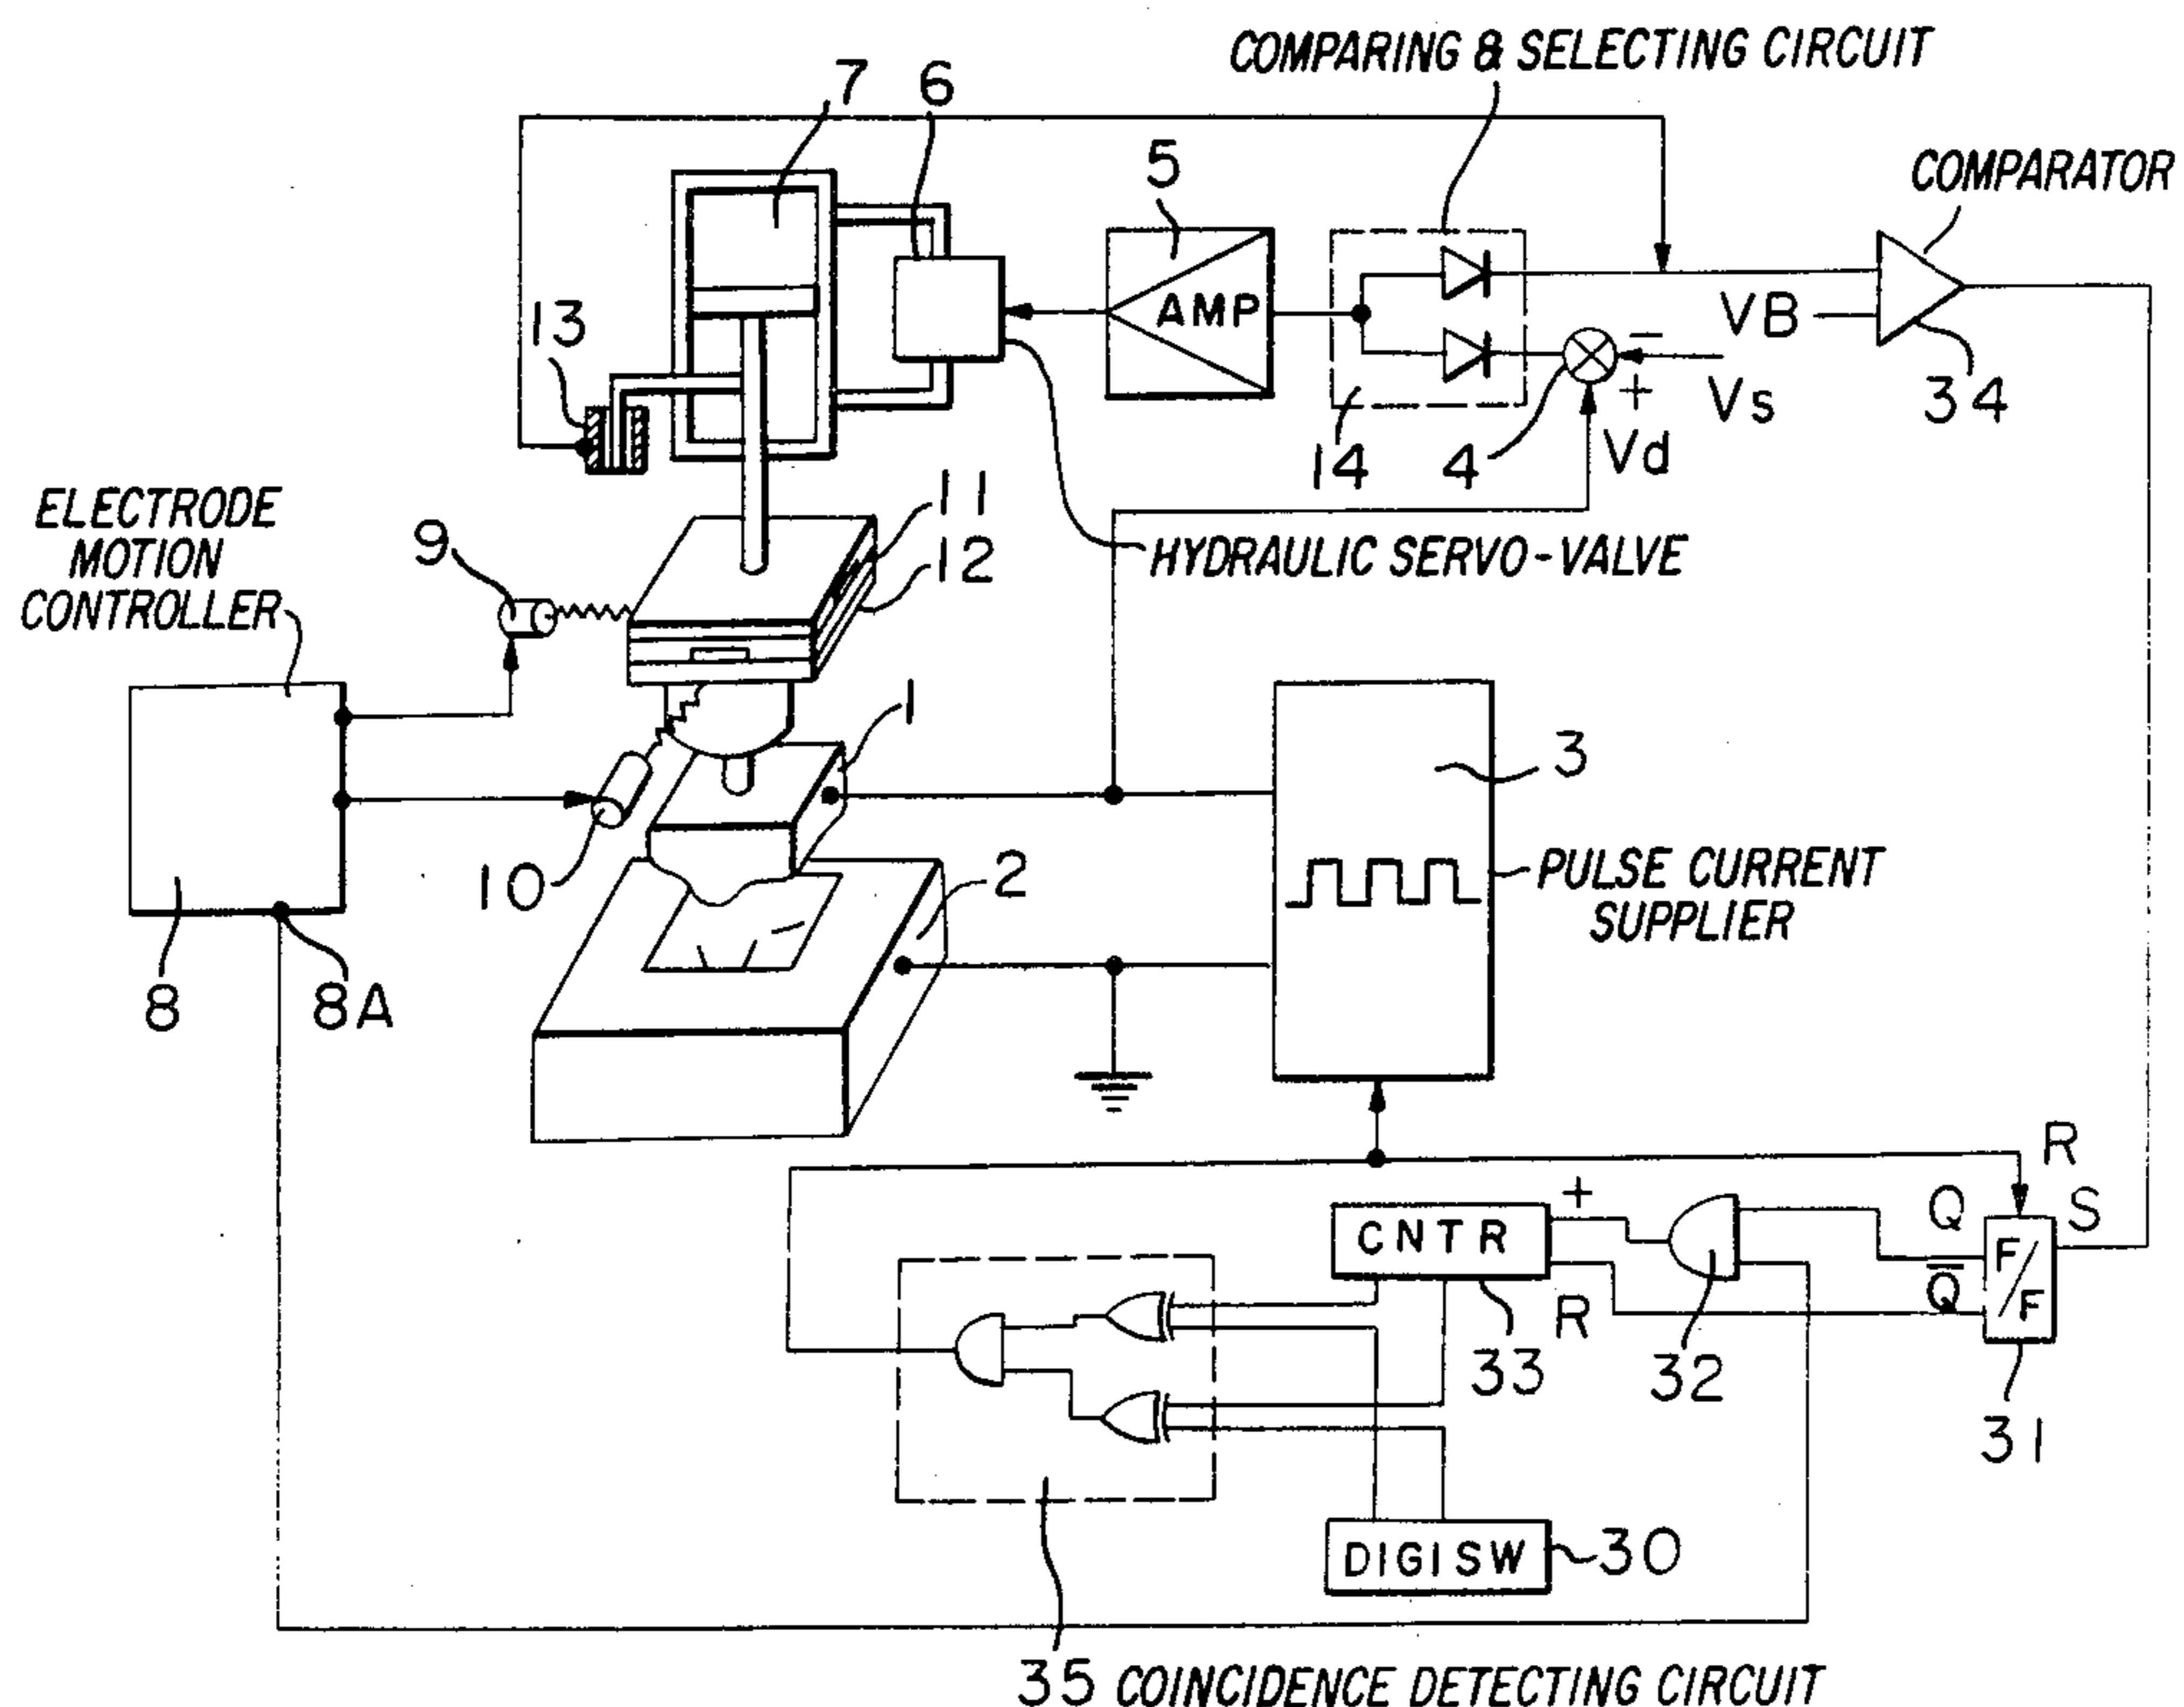 COMPARING & SELECTING CIRCUIT
7
6
5
COMPARATOR
13
AMP
VB
−
+
Vs
34
14
4
Vd
ELECTRODE
MOTION
CONTROLLER
9
11
12
HYDRAULIC SERVO-VALVE
1
3
10
2
PULSE CURRENT
SUPPLIER
8
8A
R
+
Q
S
CNTR
F/F
Q̅
R
33
32
31
DIGISW
30
35 COINCIDENCE DETECTING CIRCUIT